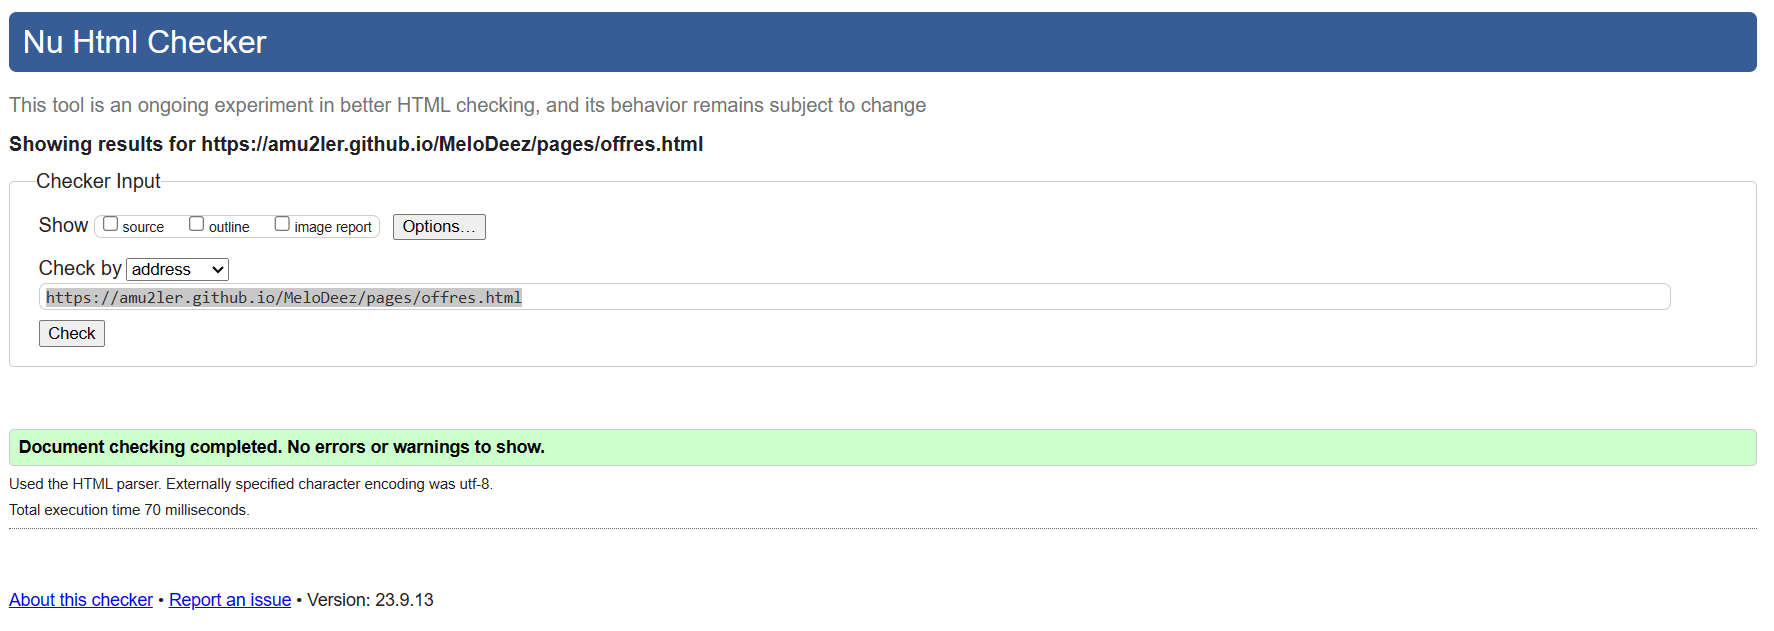 Nu Html Checker
This tool is an ongoing experiment in better HTML checking, and its behavior remains subject to change
Showing results for https://amu2ler.github.io/MeloDeez/pages/offres.html
Checker Input
Show source outline image report Options…
Check by address
https://amu2ler.github.io/MeloDeez/pages/offres.html
Check
Document checking completed. No errors or warnings to show.
Used the HTML parser. Externally specified character encoding was utf-8.
Total execution time 70 milliseconds.
About this checker • Report an issue • Version: 23.9.13